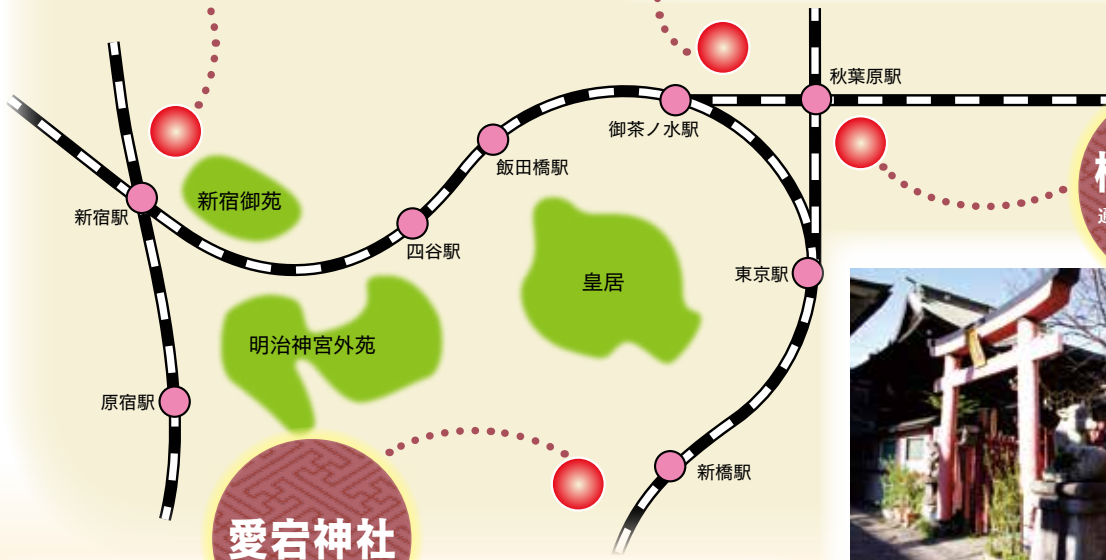 秋葉原駅
御茶ノ水駅
飯田橋駅
新宿御苑
新宿駅
四谷駅
東京駅
皇居
明治神宮外苑
原宿駅
新橋駅
愛宕神社